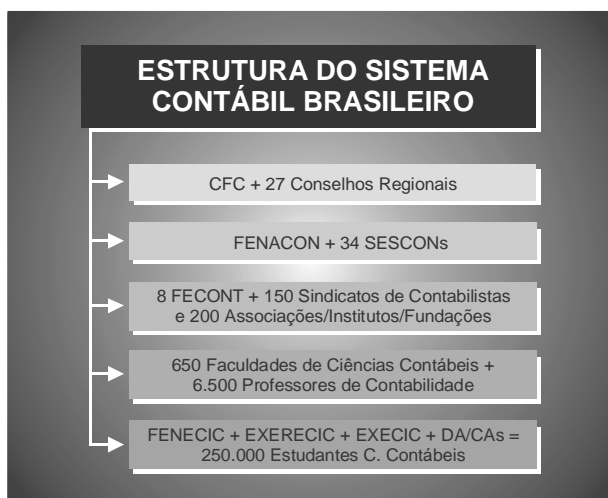 ESTRUTURA DO SISTEMA
CONTÁBIL BRASILEIRO
CFC + 27 Conselhos Regionais
FENACON + 34 SESCONs
8 FECONT + 150 Sindicatos de Contabilistas
e 200 Associações/Institutos/Fundações
650 Faculdades de Ciências Contábeis +
6.500 Professores de Contabilidade
FENECIC + EXERECIC + EXECIC + DA/CAs =
250.000 Estudantes C. Contábeis